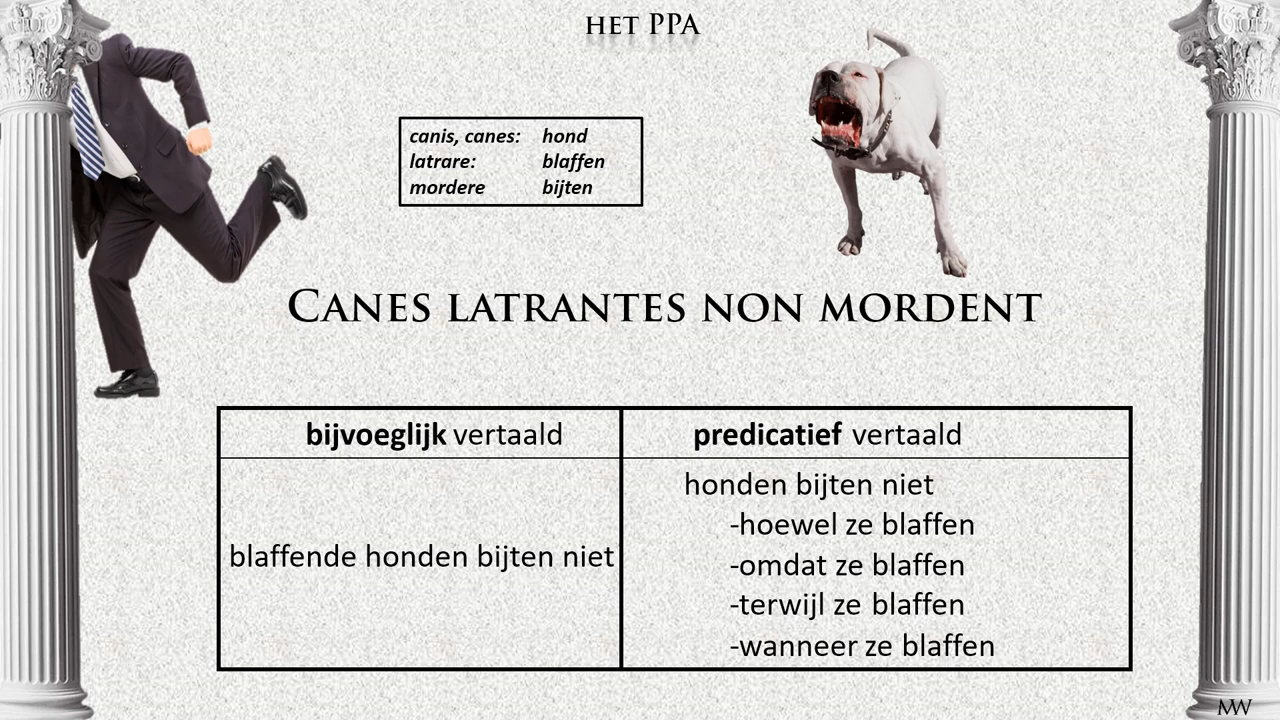 HET PPA
canis, canes: hond
latrare: blaffen
mordere bijten
CANES LATRANTES NON MORDENT
bijvoeglijk vertaald
predicatief vertaald
blaffende honden bijten niet
honden bijten niet
-hoewel ze blaffen
-omdat ze blaffen
-terwijl ze blaffen
-wanneer ze blaffen
MW